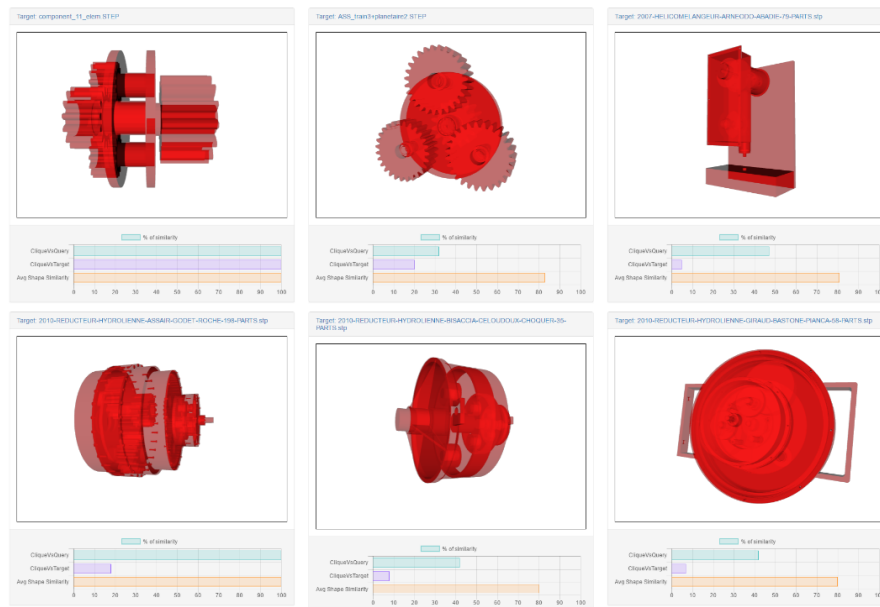 Target: component_11_elem.STEP
% of similarity
CliqueVsQuery
CliqueVsTarget
Avg Shape Similarity
0 10 20 30 40 50 60 70 80 90 100
Target: ASS_train3+planetaire2.STEP
% of similarity
CliqueVsQuery
CliqueVsTarget
Avg Shape Similarity
0 10 20 30 40 50 60 70 80 90 100
Target: 2007-HELICOMELANGEUR-ARNEODO-ABADIE-79-PARTS.stp
% of similarity
CliqueVsQuery
CliqueVsTarget
Avg Shape Similarity
0 10 20 30 40 50 60 70 80 90 100
Target: 2010-REDUCTEUR-HYDROLIENNE-ASSAIR-GODET-ROCHE-198-PARTS.stp
% of similarity
CliqueVsQuery
CliqueVsTarget
Avg Shape Similarity
0 10 20 30 40 50 60 70 80 90 100
Target: 2010-REDUCTEUR-HYDROLIENNE-BISACCIA-CELOUDOUX-CHOQUER-35-
PARTS.stp
% of similarity
CliqueVsQuery
CliqueVsTarget
Avg Shape Similarity
0 10 20 30 40 50 60 70 80 90 100
Target: 2010-REDUCTEUR-HYDROLIENNE-GIRAUD-BASTONE-PIANCA-58-PARTS.stp
% of similarity
CliqueVsQuery
CliqueVsTarget
Avg Shape Similarity
0 10 20 30 40 50 60 70 80 90 100